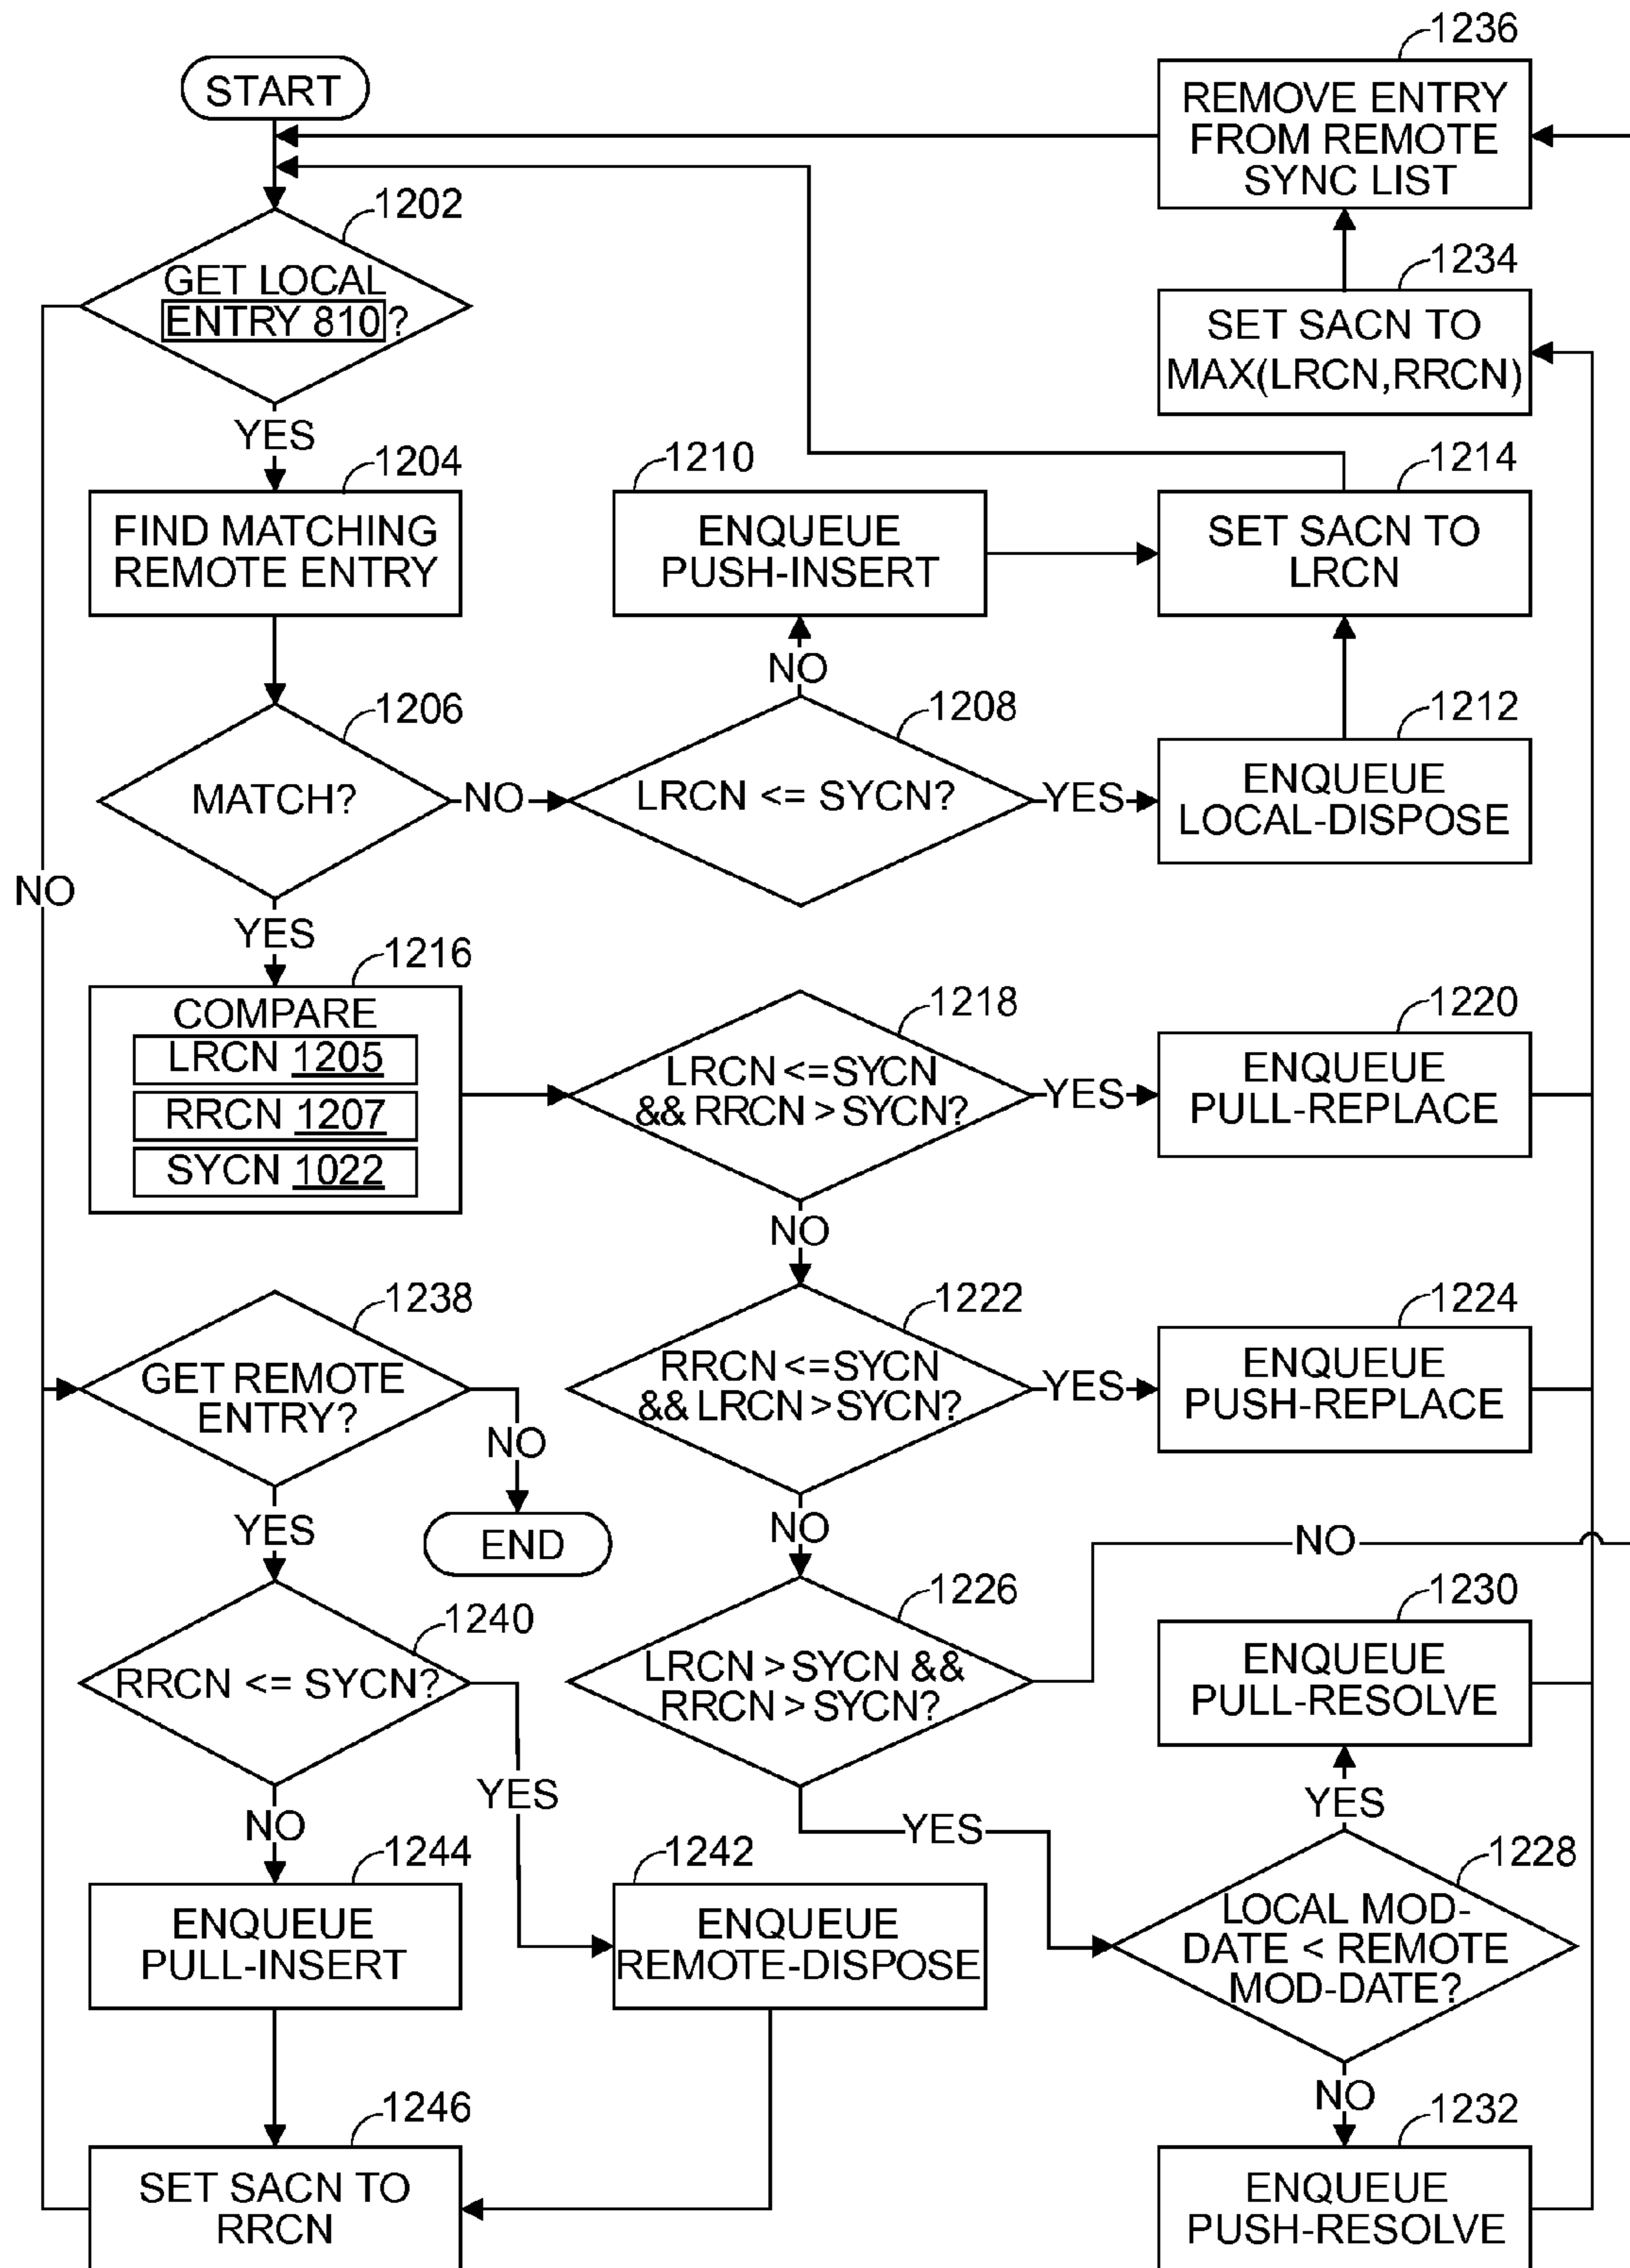 START
1202
GET LOCAL
ENTRY 810?
NO
YES
1204
FIND MATCHING
REMOTE ENTRY
1206
MATCH?
NO
YES
1208
LRCN <= SYCN?
NO
YES
1210
ENQUEUE
PUSH-INSERT
1212
ENQUEUE
LOCAL-DISPOSE
1214
SET SACN TO
LRCN
1216
COMPARE
LRCN 1205
RRCN 1207
SYCN 1022
1218
LRCN <=SYCN
&& RRCN > SYCN?
YES
NO
1220
ENQUEUE
PULL-REPLACE
1222
RRCN <=SYCN
&& LRCN > SYCN?
YES
NO
1224
ENQUEUE
PUSH-REPLACE
1226
LRCN > SYCN &&
RRCN > SYCN?
NO
YES
1228
LOCAL MOD-
DATE < REMOTE
MOD-DATE?
YES
NO
1230
ENQUEUE
PULL-RESOLVE
1232
ENQUEUE
PUSH-RESOLVE
1234
SET SACN TO
MAX(LRCN,RRCN)
1236
REMOVE ENTRY
FROM REMOTE
SYNC LIST
1238
GET REMOTE
ENTRY?
NO
END
YES
1240
RRCN <= SYCN?
YES
NO
1242
ENQUEUE
REMOTE-DISPOSE
1244
ENQUEUE
PULL-INSERT
1246
SET SACN TO
RRCN